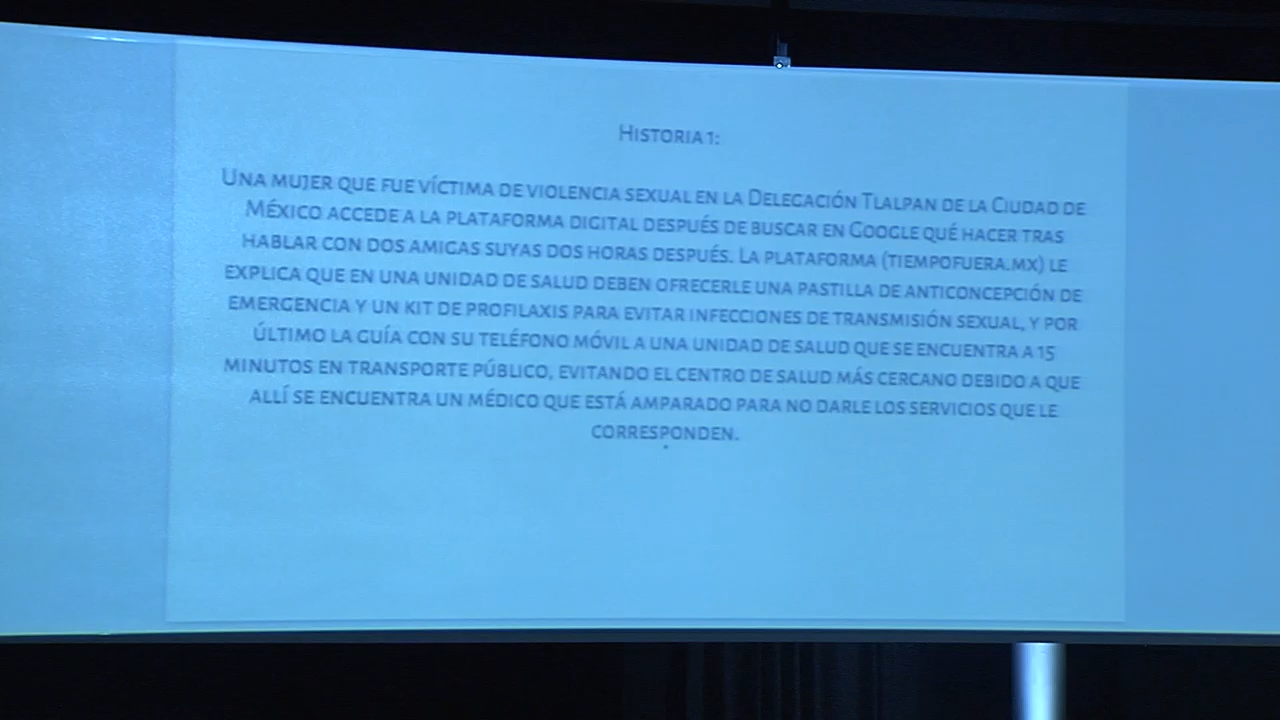 Historia 1:
Una mujer que fue víctima de violencia sexual en la Delegación Tlalpan de la Ciudad de
México accede a la plataforma digital después de buscar en Google qué hacer tras
hablar con dos amigas suyas dos horas después. La plataforma (tiempofuera.mx) le
explica que en una unidad de salud deben ofrecerle una pastilla de anticoncepción de
emergencia y un kit de profilaxis para evitar infecciones de transmisión sexual, y por
último la guía con su teléfono móvil a una unidad de salud que se encuentra a 15
minutos en transporte público, evitando el centro de salud más cercano debido a que
allí se encuentra un médico que está amparado para no darle los servicios que le
corresponden.